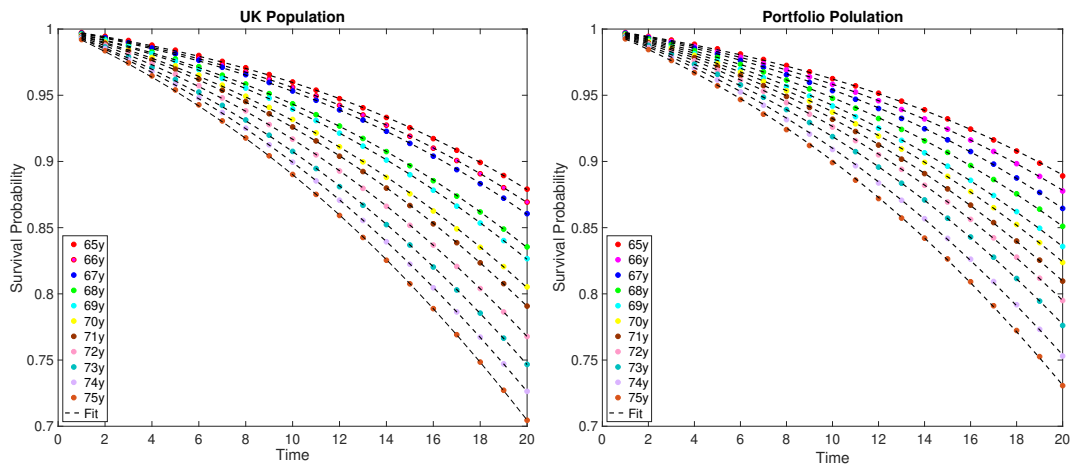 UK Population
Survival Probability
1
0.95
0.9
0.85
0.8
0.75
0.7
65y
66y
67y
68y
69y
70y
71y
72y
73y
74y
75y
Fit
0 2 4 6 8 10 12 14 16 18 20
Time
Portfolio Polulation
Survival Probability
1
0.95
0.9
0.85
0.8
0.75
0.7
65y
66y
67y
68y
69y
70y
71y
72y
73y
74y
75y
Fit
0 2 4 6 8 10 12 14 16 18 20
Time